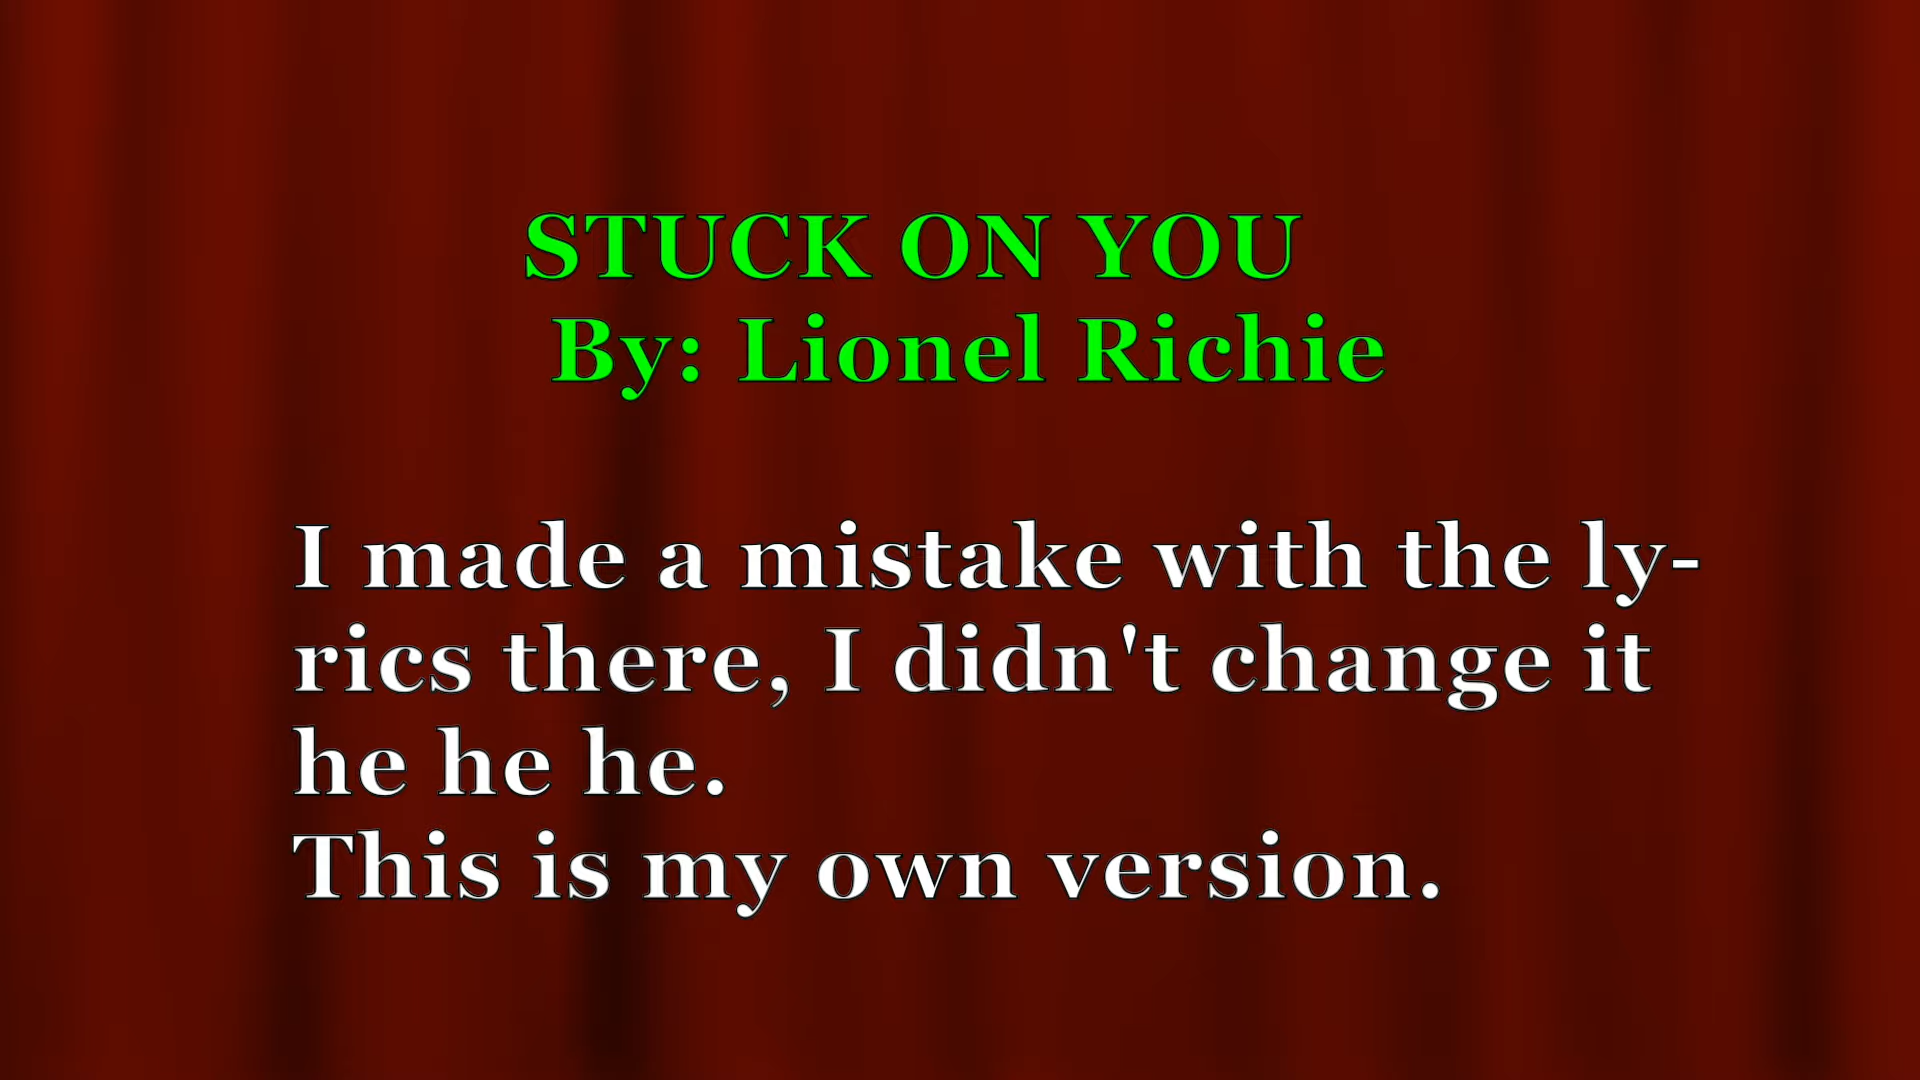 STUCK ON YOU
By: Lionel Richie
I made a mistake with the ly-
rics there, I didn't change it
he he he.
This is my own version.